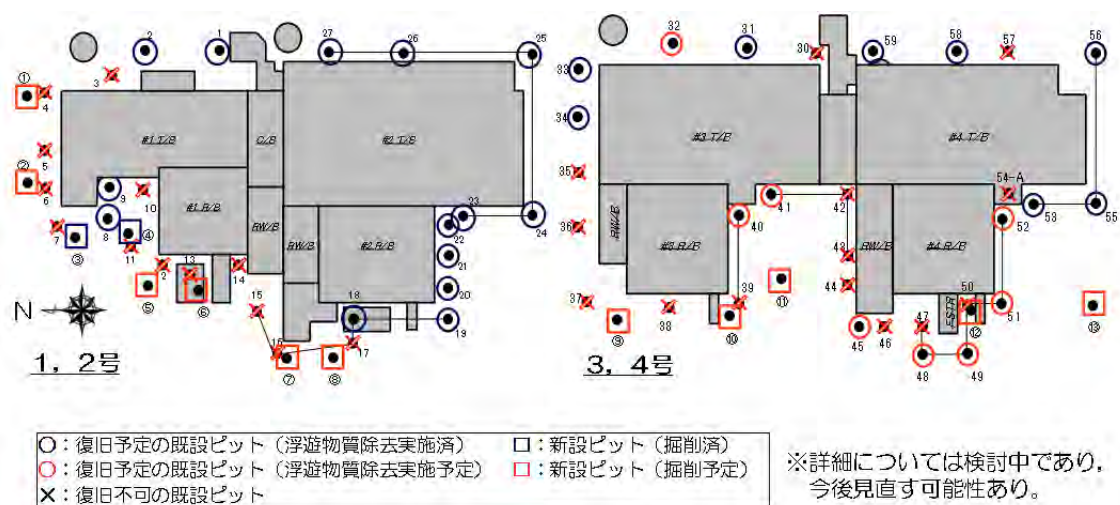 2 1 27 26 25
3
① 4
5
② 6
7 ③
8 9 10
④ 11
12 13 14
⑤ ⑥
15 16 17
⑦ ⑧
18 19 20 21 22 23 24
#1 T/B C/B #2 T/B
#1 R/B RW/B RW/B #2 R/B
N
1, 2号
32 31 30 59 58 57 56
33
34
35
36
37 38
⑨ ⑩ ⑪
39 40 41 42 43 44
45 46 47 48 49
50 51 52 53 54-A 55
⑫ ⑬
#3 T/B #4 T/B
RW/B #3 R/B RW/B #4 R/B
FSTR
3, 4号
○:復旧予定の既設ピット(浮遊物質除去実施済) □:新設ピット(掘削済)
○:復旧予定の既設ピット(浮遊物質除去実施予定) □:新設ピット(掘削予定)
×:復旧不可の既設ピット
※詳細については検討中であり,
今後見直す可能性あり。